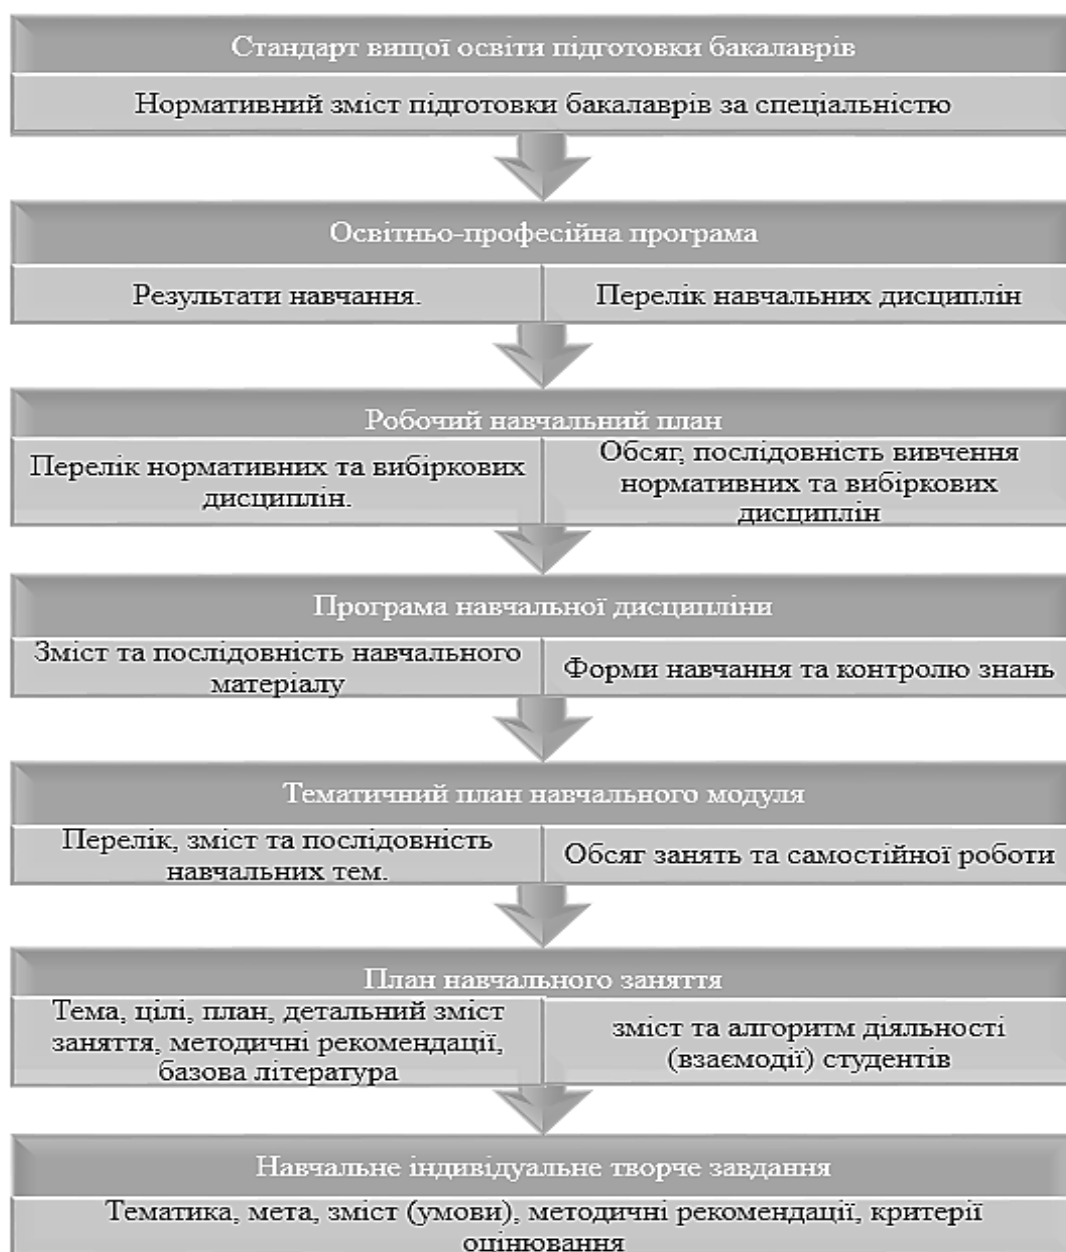 Стандарт вищої освіти підготовки бакалаврів
Нормативний зміст підготовки бакалаврів за спеціальністю
Освітньо-професійна програма
Результати навчання.
Перелік навчальних дисциплін
Робочий навчальний план
Перелік нормативних та вибіркових
дисциплін.
Обсяг, послідовність вивчення
нормативних та вибіркових
дисциплін
Програма навчальної дисципліни
Зміст та послідовність навчального
матеріалу
Форми навчання та контролю знань
Тематичний план навчального модуля
Перелік, зміст та послідовність
навчальних тем.
Обсяг занять та самостійної роботи
План навчального заняття
Тема, цілі, план, детальний зміст
заняття, методичні рекомендації,
базова література
зміст та алгоритм діяльності
(взаємодії) студентів
Навчальне індивідуальне творче завдання
Тематика, мета, зміст (умови), методичні рекомендації, критерії
оцінювання